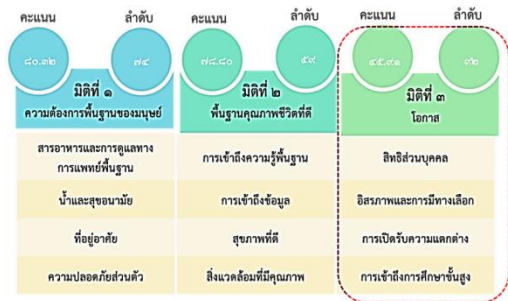 คะแนน ลำดับ คะแนน ลำดับ คะแนน ลำดับ
๘๐.๓๒ ๗๔ ๗๘.๘๐ ๕๙ ๔๕.๙๑ ๙๒
มิติที่ ๑
ความต้องการพื้นฐานของมนุษย์
มิติที่ ๒
พื้นฐานคุณภาพชีวิตที่ดี
มิติที่ ๓
โอกาส
สารอาหารและการดูแลทาง
การแพทย์พื้นฐาน
การเข้าถึงความรู้พื้นฐาน
สิทธิส่วนบุคคล
น้ำและสุขอนามัย
การเข้าถึงข้อมูล
อิสรภาพและการมีทางเลือก
ที่อยู่อาศัย
สุขภาพที่ดี
การเปิดรับความแตกต่าง
ความปลอดภัยส่วนตัว
สิ่งแวดล้อมที่มีคุณภาพ
การเข้าถึงการศึกษาขั้นสูง